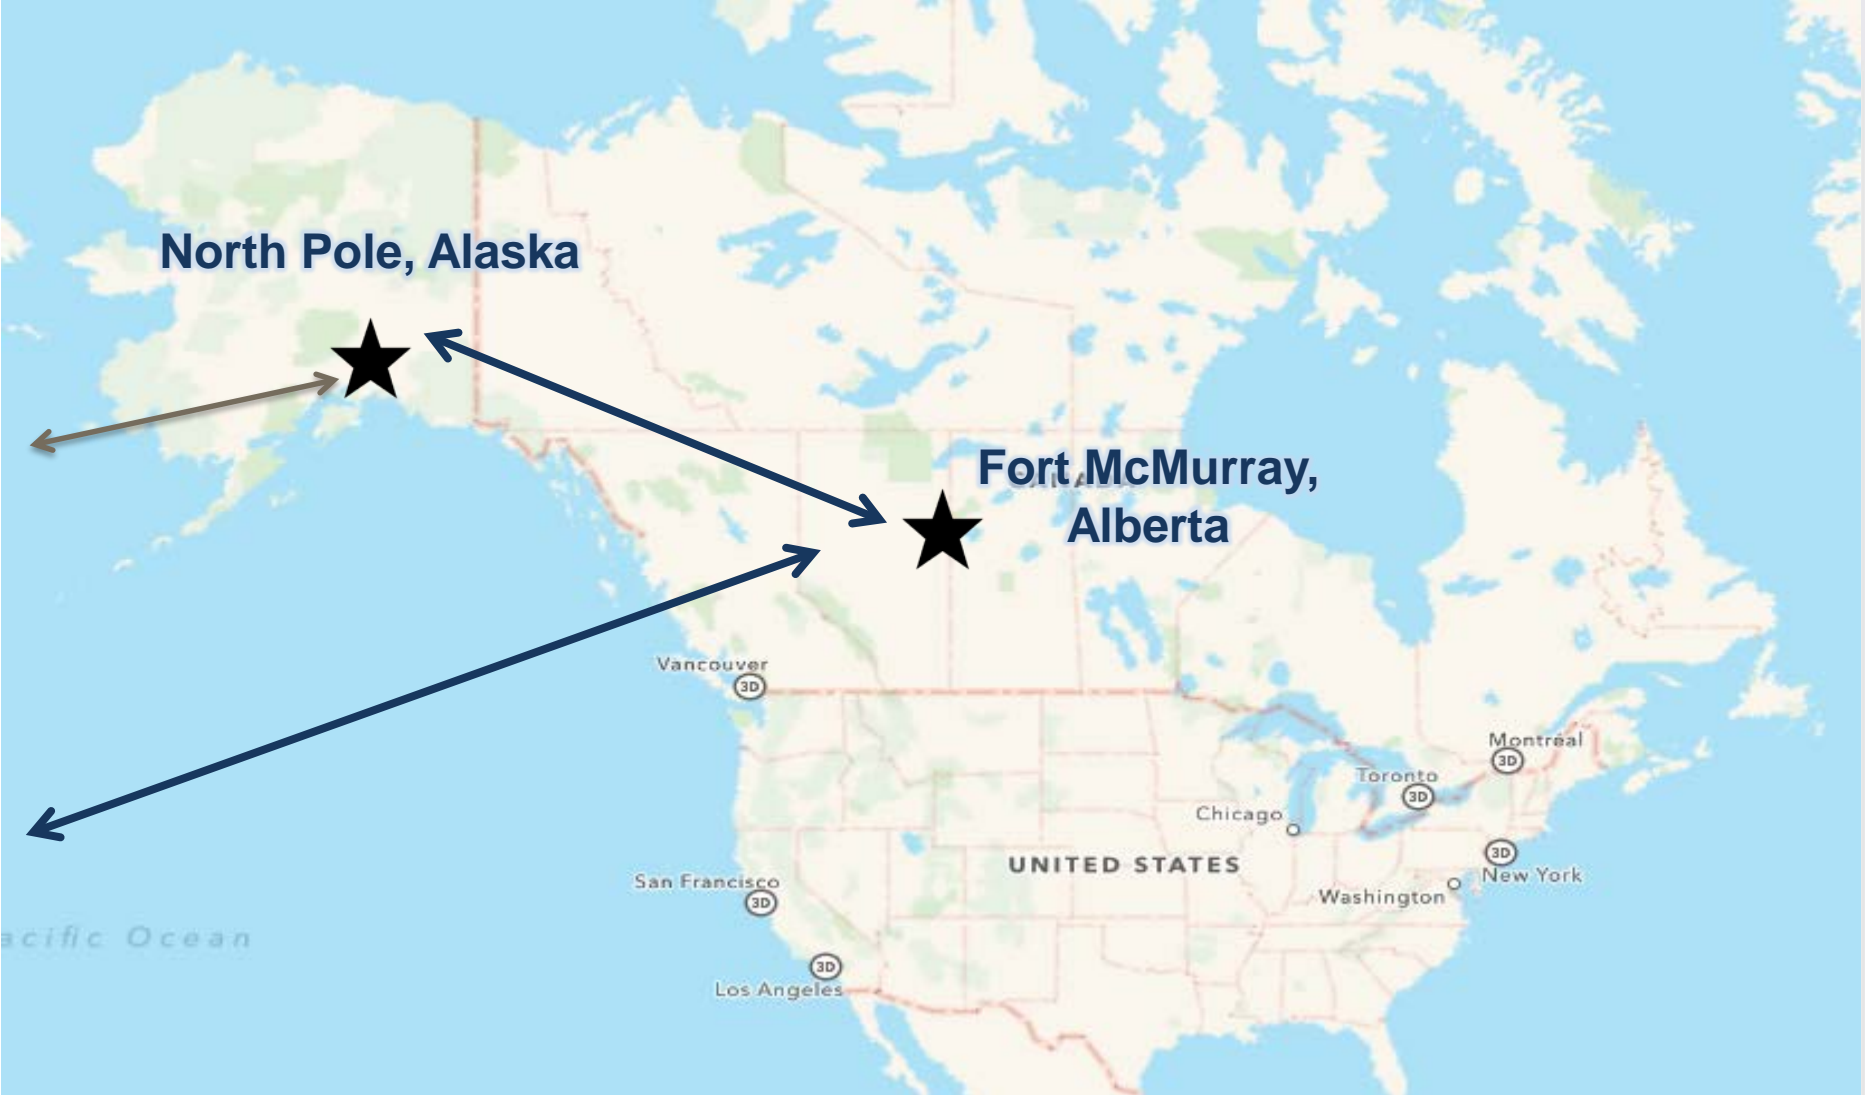 North Pole, Alaska
Fort McMurray,
Alberta
Vancouver
3D
Montréal
3D
Toronto
3D
Chicago
UNITED STATES
3D
New York
Washington
San Francisco
3D
acific Ocean
3D
Los Angeles